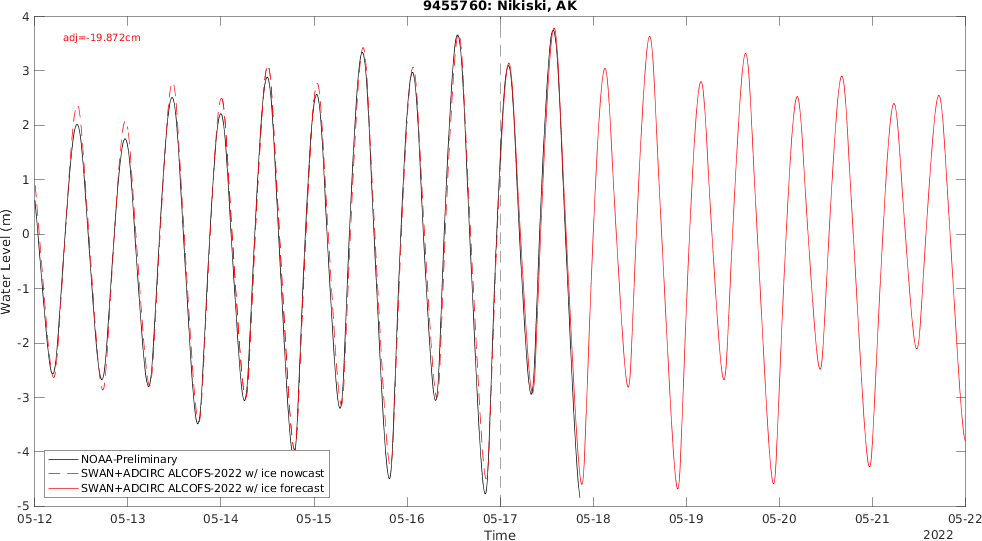 9455760: Nikiski, AK
adj=-19.872cm
4
3
2
1
0
-1
-2
-3
-4
-5
Water Level (m)
NOAA-Preliminary
SWAN+ADCIRC ALCOFS-2022 w/ ice nowcast
SWAN+ADCIRC ALCOFS-2022 w/ ice forecast
05-12 05-13 05-14 05-15 05-16 05-17 05-18 05-19 05-20 05-21 05-22
Time
2022